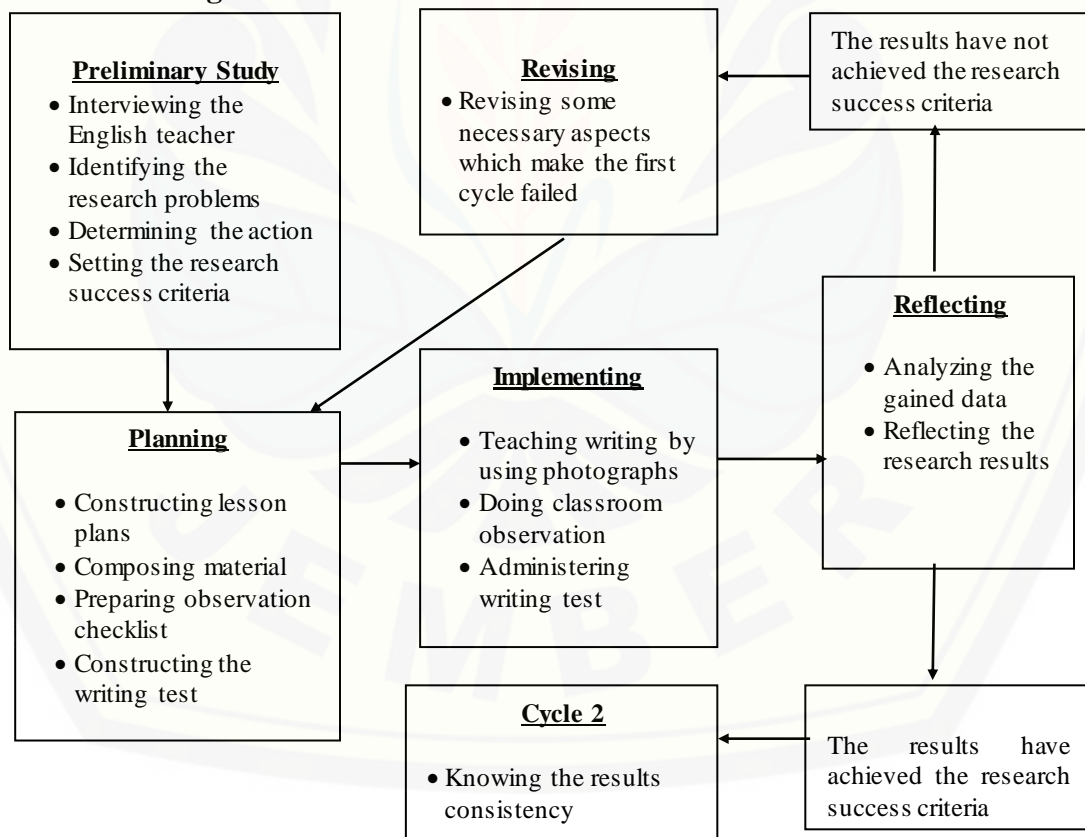 Preliminary Study
• Interviewing the
English teacher
• Identifying the
research problems
• Determining the action
• Setting the research
success criteria
Revising
• Revising some
necessary aspects
which make the first
cycle failed
The results have not
achieved the research
success criteria
Planning
• Constructing lesson
plans
• Composing material
• Preparing observation
checklist
• Constructing the
writing test
Implementing
• Teaching writing by
using photographs
• Doing classroom
observation
• Administering
writing test
Reflecting
• Analyzing the
gained data
• Reflecting the
research results
Cycle 2
• Knowing the results
consistency
The results have
achieved the research
success criteria
JEMBER